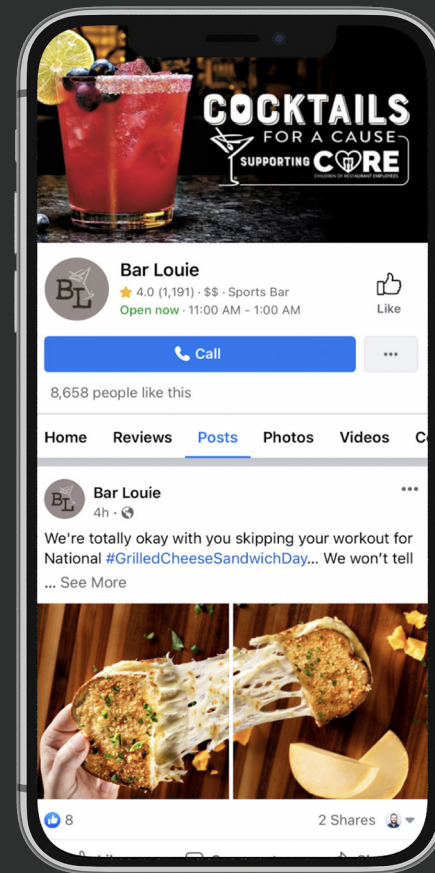 COCKTAILS
FOR A CAUSE
SUPPORTING CORE
CHILDREN OF RESTAURANT EMPLOYEES
BL
Bar Louie
4.0 (1,191) · $$ · Sports Bar
Open now · 11:00 AM - 1:00 AM
Like
Call
8,658 people like this
Home Reviews Posts Photos Videos
BL
Bar Louie
4h ·
We're totally okay with you skipping your workout for
National #GrilledCheeseSandwichDay... We won't tell
... See More
8
2 Shares